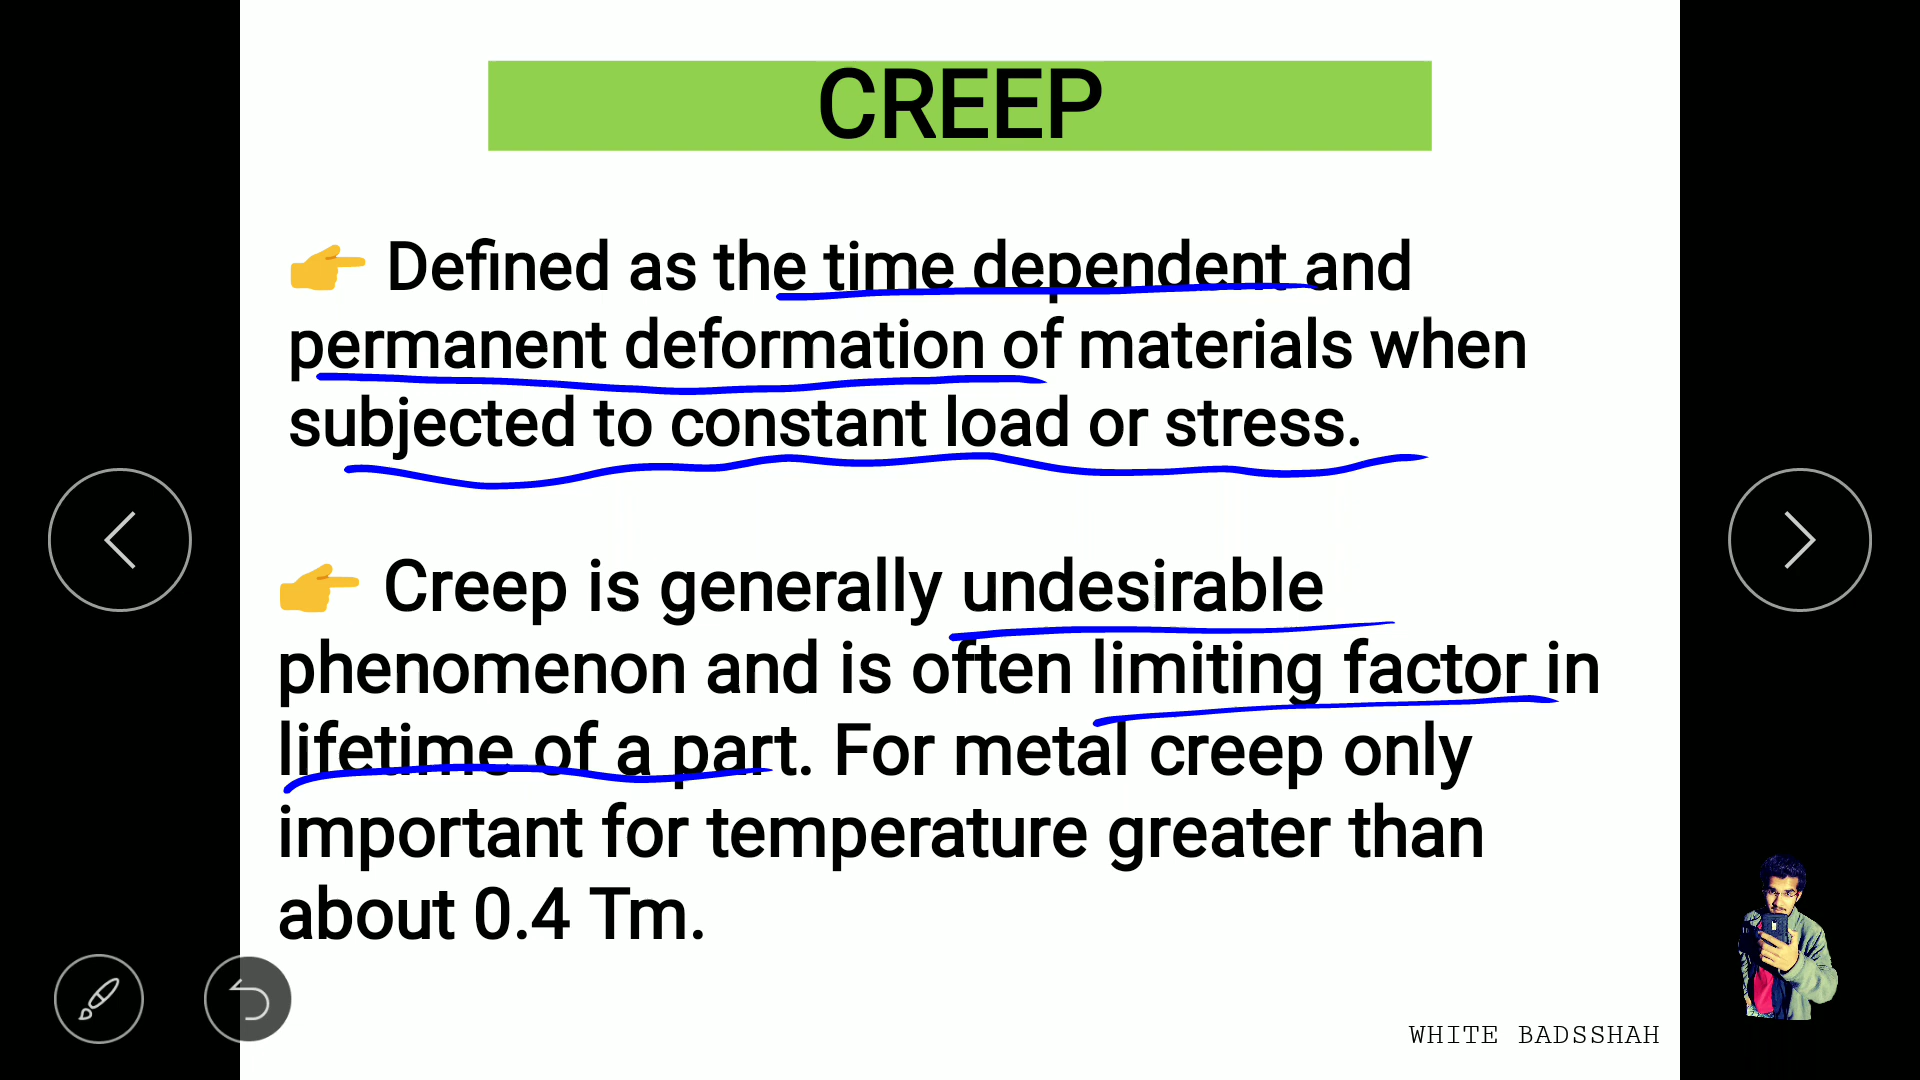 CREEP
👉 Defined as the time dependent and
permanent deformation of materials when
subjected to constant load or stress.
👉 Creep is generally undesirable
phenomenon and is often limiting factor in
lifetime of a part. For metal creep only
important for temperature greater than
about 0.4 Tm.
WHITE BADSSHAH